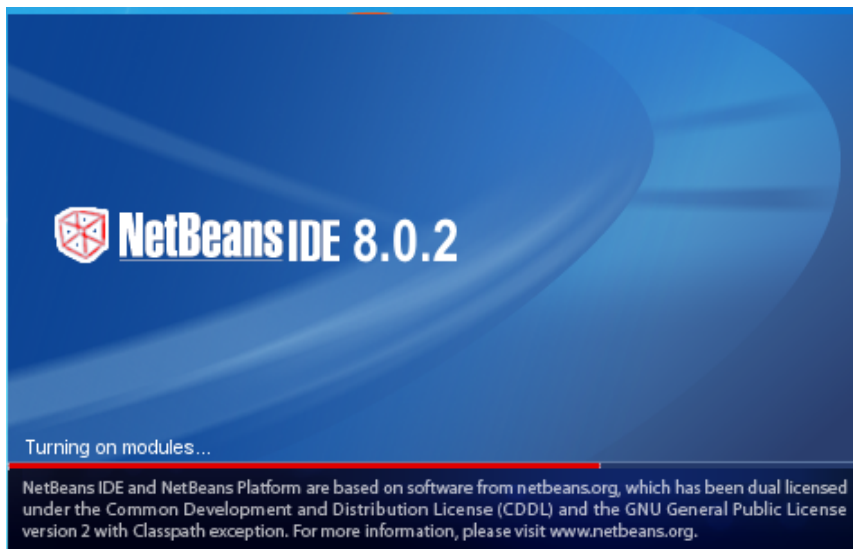 NetBeans IDE 8.0.2
Turning on modules...
NetBeans IDE and NetBeans Platform are based on software from netbeans.org, which has been dual licensed
under the Common Development and Distribution License (CDDL) and the GNU General Public License
version 2 with Classpath exception. For more information, please visit www.netbeans.org.